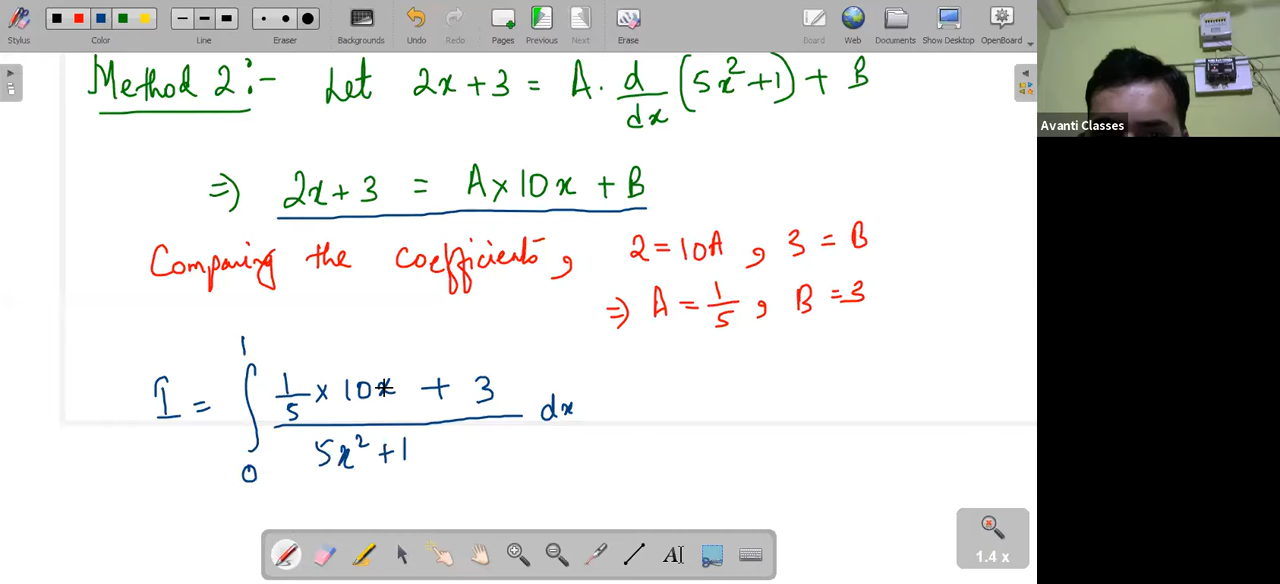 Stylus Color Line Eraser Backgrounds Undo Redo Pages Previous Next Erase Board Web Documents Show Desktop OpenBoard
Method 2:- Let 2x+3 = A. d/dx (5x²+1) + B
Avanti Classes
=) 2x+3 = A×10x + B
Comparing the coefficients, 2=10A, 3=B
=) A = 1/5, B=3
I = ∫₀¹ (1/5 × 10x + 3)/(5x²+1) dx
AI
1.4 x